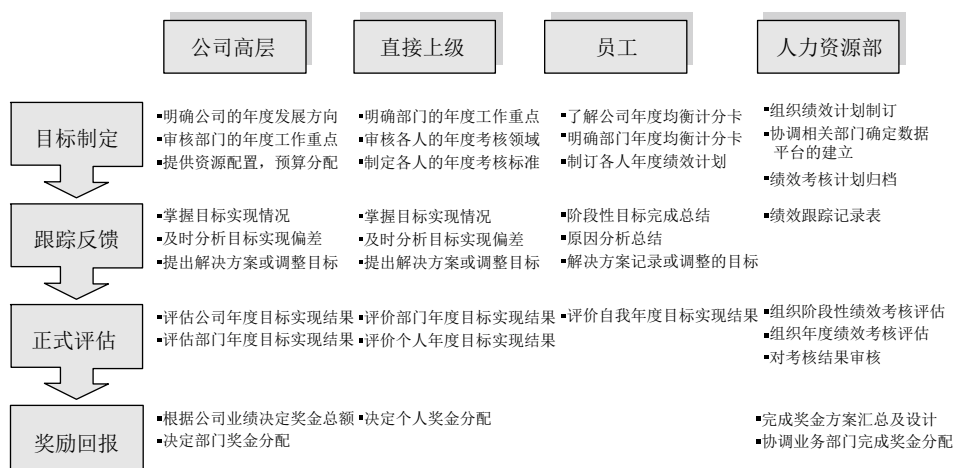 公司高层
直接上级
员工
人力资源部
目标制定
▪明确公司的年度发展方向
▪审核部门的年度工作重点
▪提供资源配置，预算分配
▪明确部门的年度工作重点
▪审核各人的年度考核领域
▪制定各人的年度考核标准
▪了解公司年度均衡计分卡
▪明确部门年度均衡计分卡
▪制订各人年度绩效计划
▪组织绩效计划制订
▪协调相关部门确定数据
平台的建立
▪绩效考核计划归档
跟踪反馈
▪掌握目标实现情况
▪及时分析目标实现偏差
▪提出解决方案或调整目标
▪掌握目标实现情况
▪及时分析目标实现偏差
▪提出解决方案或调整目标
▪阶段性目标完成总结
▪原因分析总结
▪解决方案记录或调整的目标
▪绩效跟踪记录表
正式评估
▪评估公司年度目标实现结果
▪评估部门年度目标实现结果
▪评价部门年度目标实现结果
▪评价个人年度目标实现结果
▪评价自我年度目标实现结果
▪组织阶段性绩效考核评估
▪组织年度绩效考核评估
▪对考核结果审核
奖励回报
▪根据公司业绩决定奖金总额
▪决定部门奖金分配
▪决定个人奖金分配
▪完成奖金方案汇总及设计
▪协调业务部门完成奖金分配